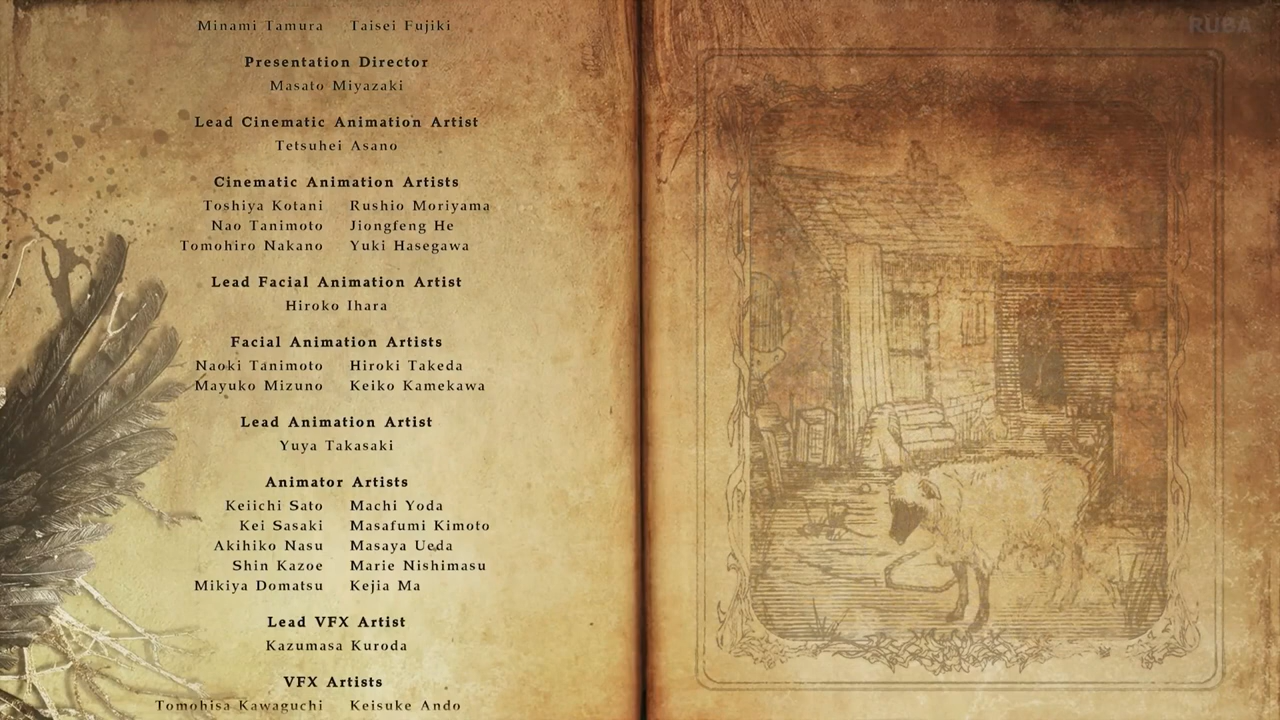 Minami Tamura Taisei Fujiki
Presentation Director
Masato Miyazaki
Lead Cinematic Animation Artist
Tetsuhei Asano
Cinematic Animation Artists
Toshiya Kotani Rushio Moriyama
Nao Tanimoto Jiongfeng He
Tomohiro Nakano Yuki Hasegawa
Lead Facial Animation Artist
Hiroko Ihara
Facial Animation Artists
Naoki Tanimoto Hiroki Takeda
Mayuko Mizuno Keiko Kamekawa
Lead Animation Artist
Yuya Takasaki
Animator Artists
Keiichi Sato Machi Yoda
Kei Sasaki Masafumi Kimoto
Akihiko Nasu Masaya Ueda
Shin Kazoe Marie Nishimasu
Mikiya Domatsu Kejia Ma
Lead VFX Artist
Kazumasa Kuroda
VFX Artists
Tomohisa Kawaguchi Keisuke Ando
RUBA